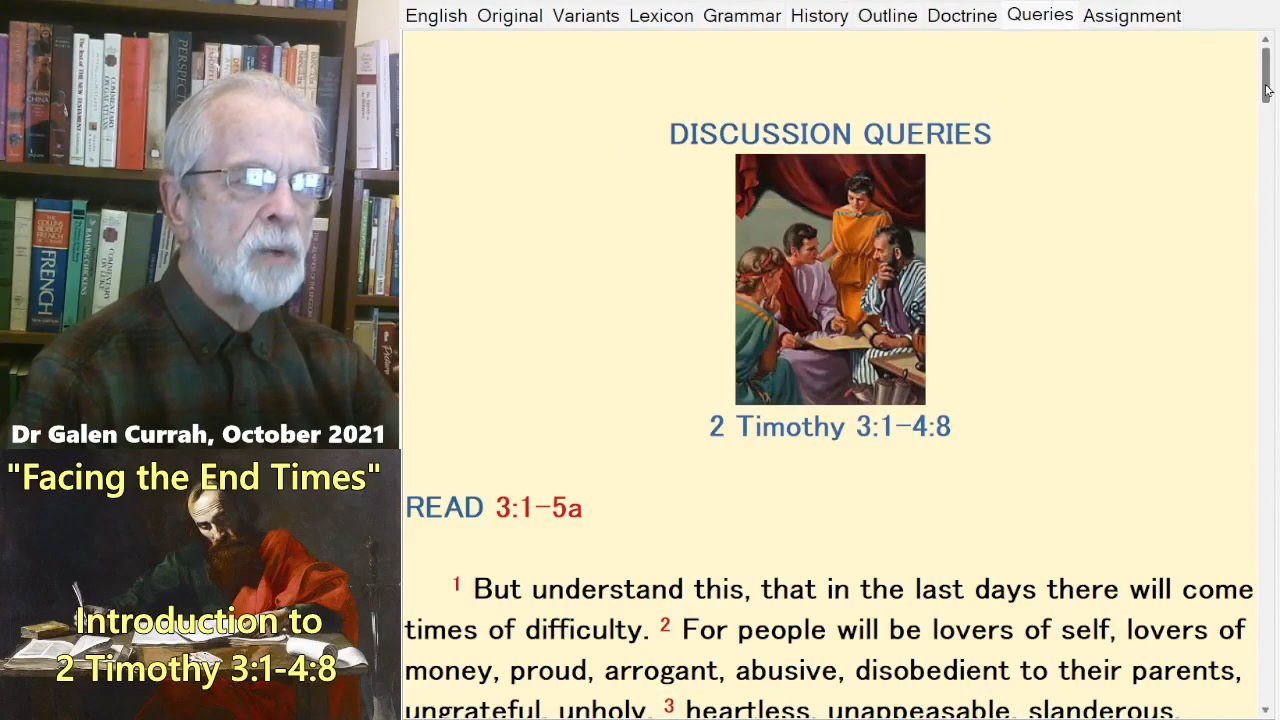 English Original Variants Lexicon Grammar History Outline Doctrine Queries Assignment
DISCUSSION QUERIES
2 Timothy 3:1-4:8
READ 3:1-5a
1 But understand this, that in the last days there will come
times of difficulty. 2 For people will be lovers of self, lovers of
money, proud, arrogant, abusive, disobedient to their parents,
ungrateful, unholy, 3 heartless, unappeasable, slanderous,
Dr Galen Currah, October 2021
"Facing the End Times"
Introduction to
2 Timothy 3:1-4:8
FRENCH
RAISING CHICKENS
CHINA